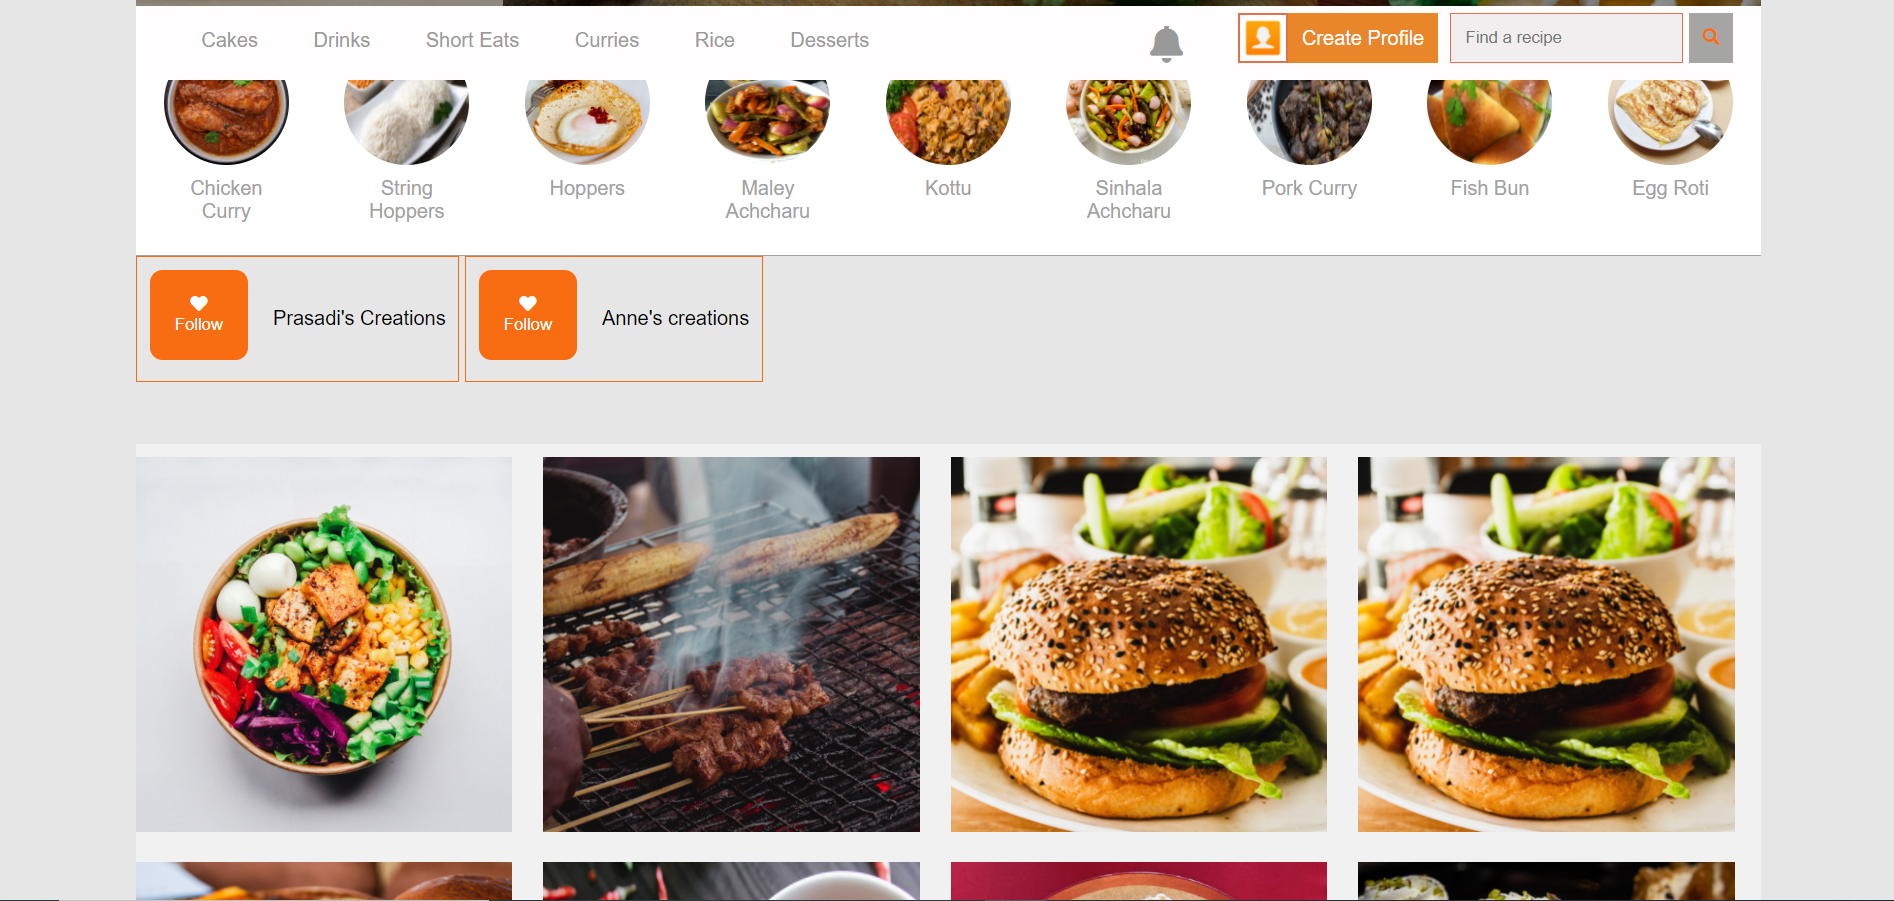 Cakes Drinks Short Eats Curries Rice Desserts Create Profile Find a recipe
Chicken Curry
String Hoppers
Hoppers
Maley Achcharu
Kottu
Sinhala Achcharu
Pork Curry
Fish Bun
Egg Roti
Follow
Prasadi's Creations
Follow
Anne's creations